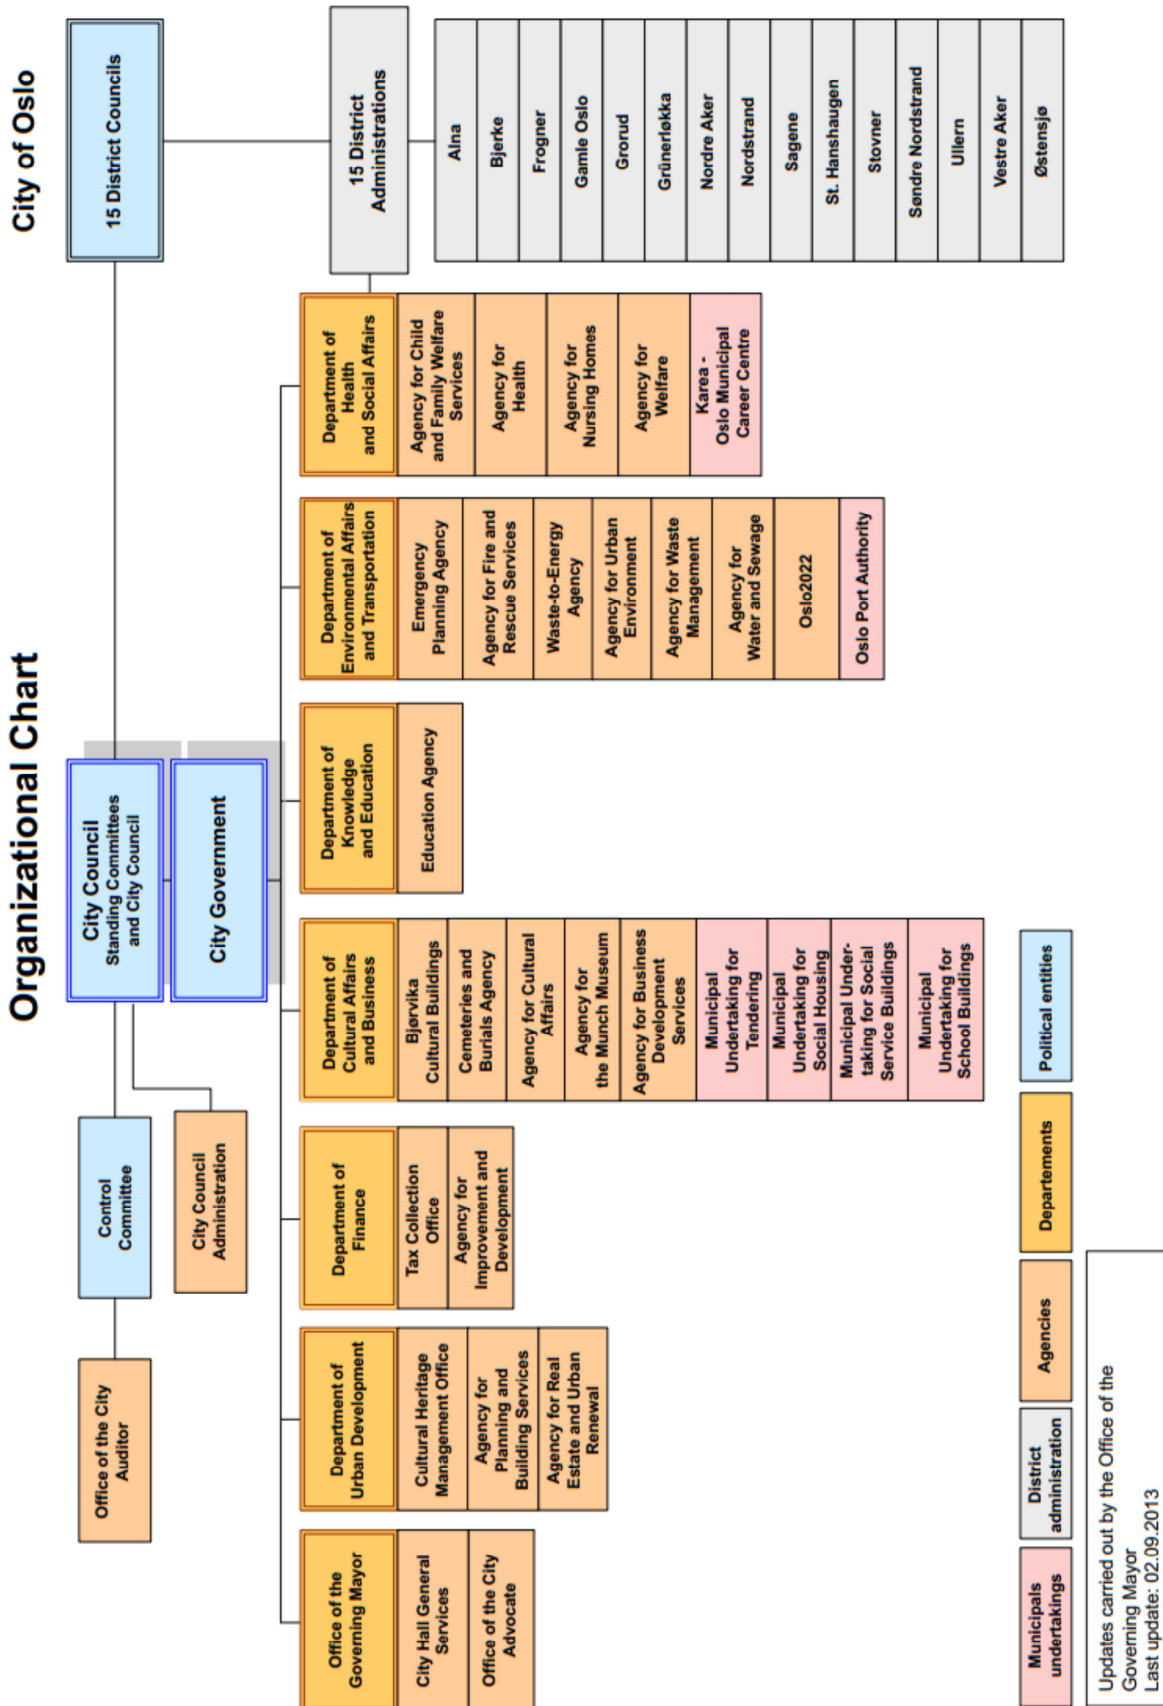 Organizational Chart
City of Oslo
Office of the City
Auditor
Control
Committee
City Council
Administration
City Council
Standing Committees
and City Council
City Government
15 District Councils
15 District
Administrations
Office of the
Governing Mayor
City Hall General
Services
Office of the City
Advocate
Department of
Urban Development
Cultural Heritage
Management Office
Agency for
Planning and
Building Services
Agency for Real
Estate and Urban
Renewal
Department of
Finance
Tax Collection
Office
Agency for
Improvement and
Development
Department of
Cultural Affairs
and Business
Bjørvika
Cultural Buildings
Cemeteries and
Burials Agency
Agency for Cultural
Affairs
Agency for
the Munch Museum
Agency for Business
Development
Services
Municipal
Undertaking for
Tendering
Municipal
Undertaking for
Social Housing
Municipal Under-
taking for Social
Service Buildings
Municipal
Undertaking for
School Buildings
Department of
Knowledge
and Education
Education Agency
Department of
Environmental Affairs
and Transportation
Emergency
Planning Agency
Agency for Fire and
Rescue Services
Waste-to-Energy
Agency
Agency for Urban
Environment
Agency for Waste
Management
Agency for
Water and Sewage
Oslo2022
Oslo Port Authority
Department of
Health
and Social Affairs
Agency for Child
and Family Welfare
Services
Agency for
Health
Agency for
Nursing Homes
Agency for
Welfare
Karea -
Oslo Municipal
Career Centre
Alna
Bjerke
Frogner
Gamle Oslo
Grorud
Grünerløkka
Nordre Aker
Nordstrand
Sagene
St. Hanshaugen
Stovner
Søndre Nordstrand
Ullern
Vestre Aker
Østensjø
Municipals
undertakings
District
administration
Agencies
Departements
Political entities
Updates carried out by the Office of the
Governing Mayor
Last update: 02.09.2013